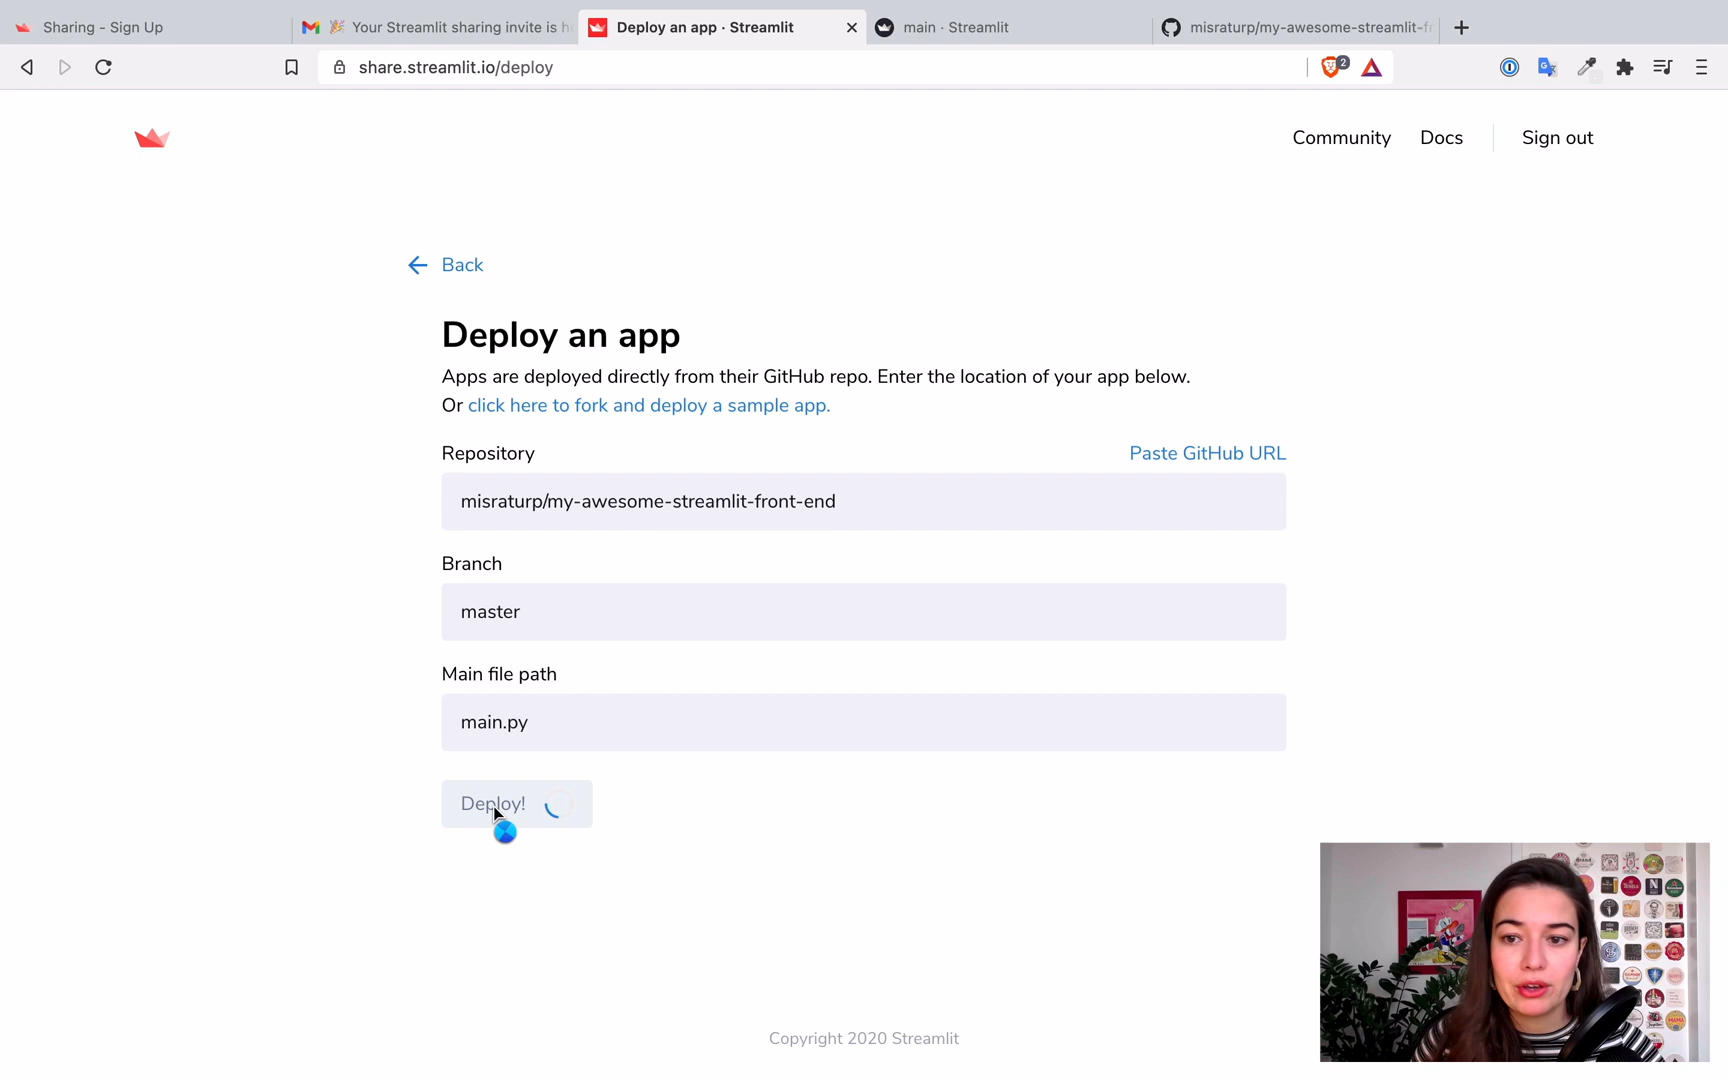 Sharing - Sign Up
Your Streamlit sharing invite is h
Deploy an app · Streamlit
main · Streamlit
misraturp/my-awesome-streamlit-fr
share.streamlit.io/deploy
2
Community
Docs
Sign out
Back
Deploy an app
Apps are deployed directly from their GitHub repo. Enter the location of your app below.
Or click here to fork and deploy a sample app.
Repository
Paste GitHub URL
misraturp/my-awesome-streamlit-front-end
Branch
master
Main file path
main.py
Deploy!
Copyright 2020 Streamlit